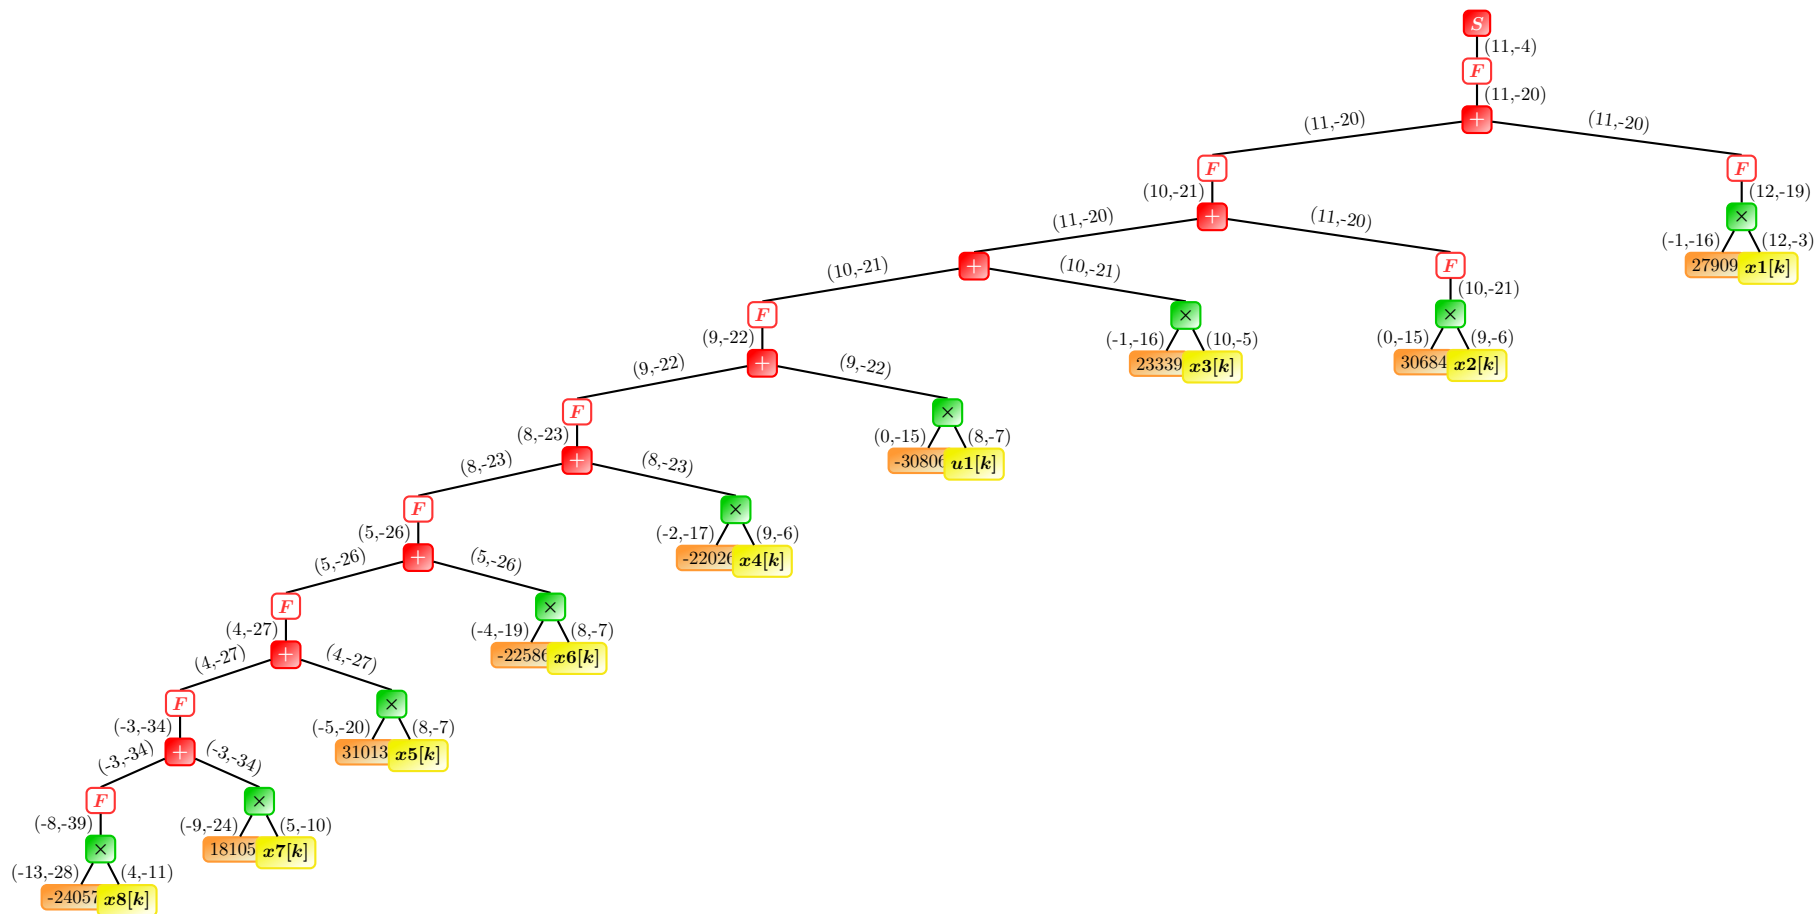 S
(11,-4)
F
(11,-20)
+
(11,-20) (11,-20)
F F
(10,-21) (12,-19)
+ ×
(11,-20) (11,-20) (-1,-16) (12,-3)
+ F 27909 x1[k]
(10,-21) (10,-21) (10,-21)
F × ×
(9,-22) (-1,-16) (10,-5) (0,-15) (9,-6)
+ 23339 x3[k] 30684 x2[k]
(9,-22) (9,-22)
F ×
(8,-23) (0,-15) (8,-7)
+ -30806 u1[k]
(8,-23) (8,-23)
F ×
(5,-26) (-2,-17) (9,-6)
+ -22026 x4[k]
(5,-26) (5,-26)
F ×
(4,-27) (-4,-19) (8,-7)
+ -22586 x6[k]
(4,-27) (4,-27)
F ×
(-3,-34) (-5,-20) (8,-7)
+ 31013 x5[k]
(-3,-34) (-3,-34)
F ×
(-8,-39) (-9,-24) (5,-10)
× 18105 x7[k]
(-13,-28) (4,-11)
-24057 x8[k]